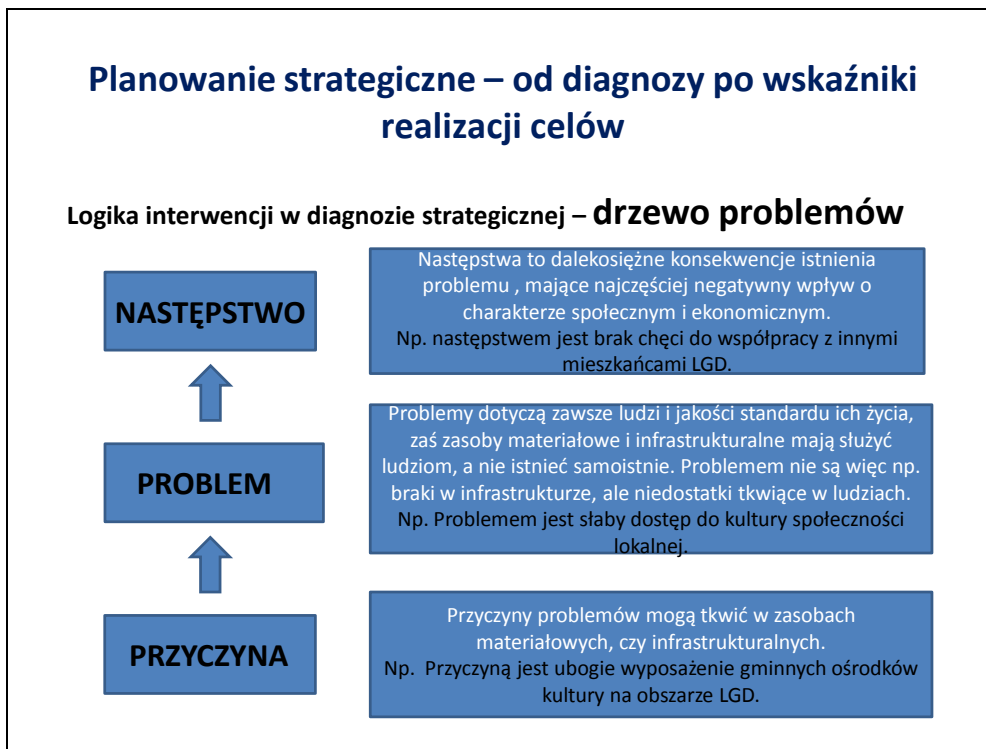 Planowanie strategiczne – od diagnozy po wskaźniki
realizacji celów
Logika interwencji w diagnozie strategicznej – drzewo problemów
NASTĘPSTWO
Następstwa to dalekosiężne konsekwencje istnienia
problemu , mające najczęściej negatywny wpływ o
charakterze społecznym i ekonomicznym.
Np. następstwem jest brak chęci do współpracy z innymi
mieszkańcami LGD.
PROBLEM
Problemy dotyczą zawsze ludzi i jakości standardu ich życia,
zaś zasoby materiałowe i infrastrukturalne mają służyć
ludziom, a nie istnieć samoistnie. Problemem nie są więc np.
braki w infrastrukturze, ale niedostatki tkwiące w ludziach.
Np. Problemem jest słaby dostęp do kultury społeczności
lokalnej.
PRZYCZYNA
Przyczyny problemów mogą tkwić w zasobach
materiałowych, czy infrastrukturalnych.
Np. Przyczyną jest ubogie wyposażenie gminnych ośrodków
kultury na obszarze LGD.